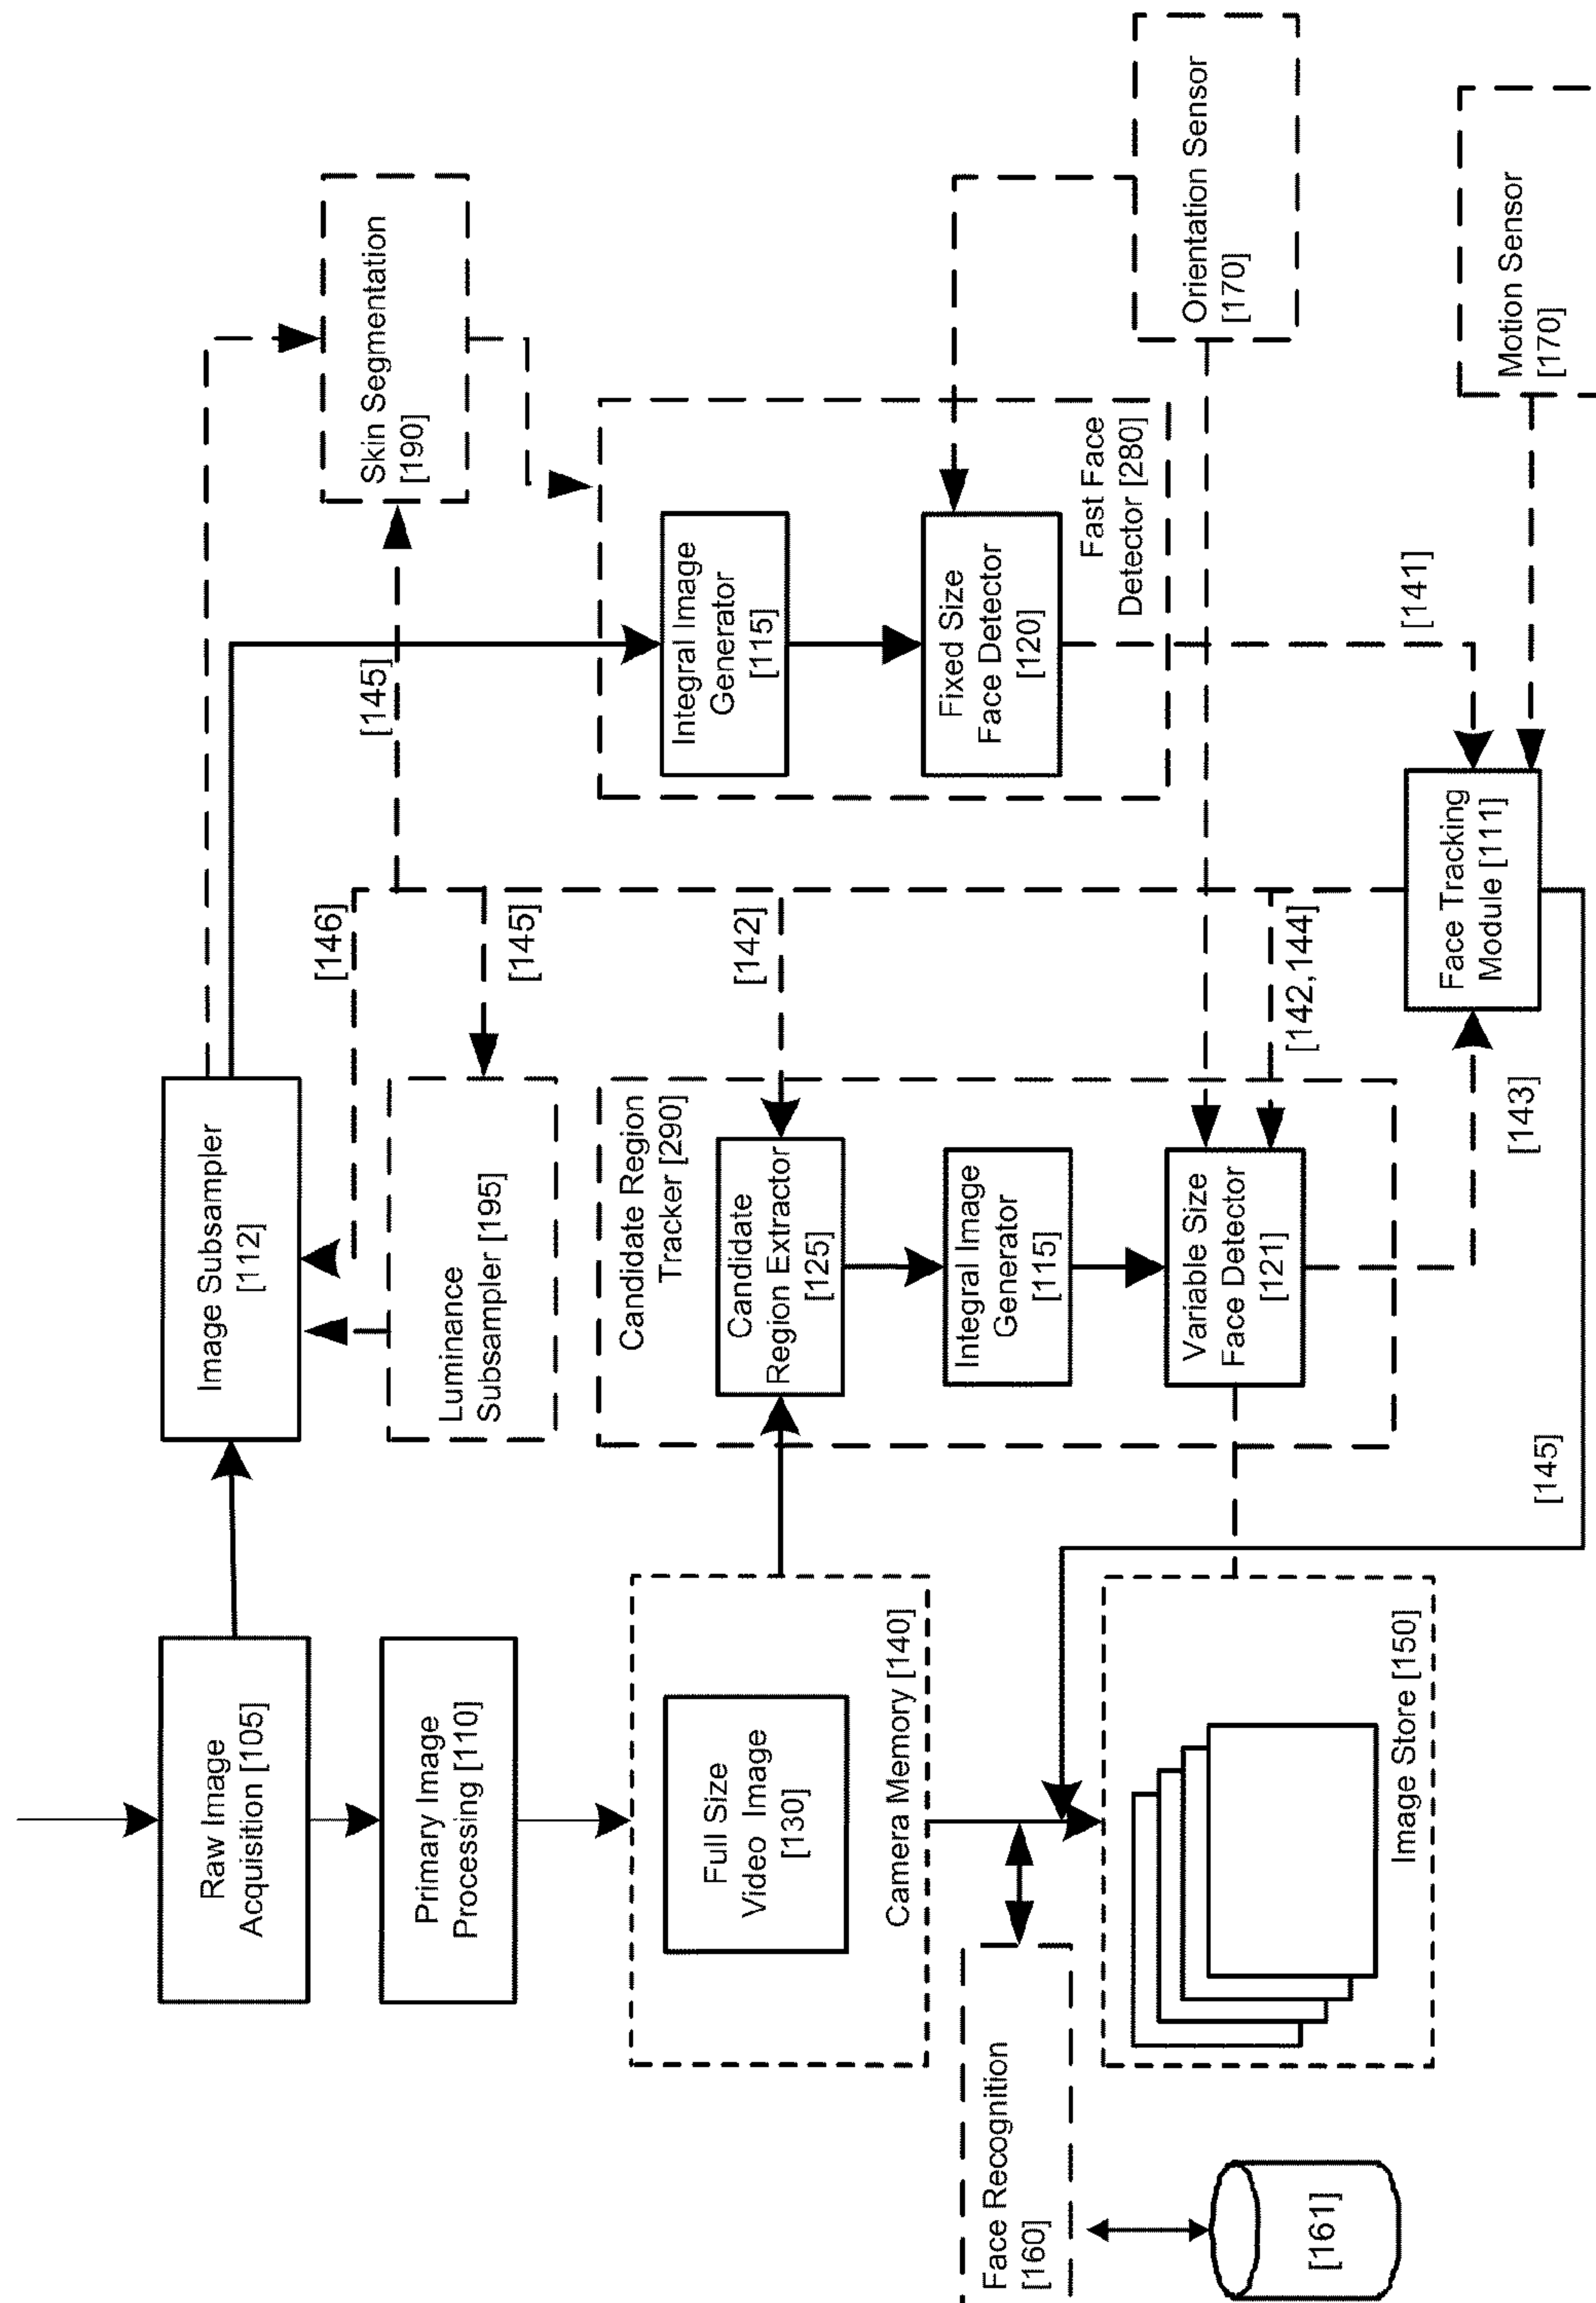 Raw Image
Acquisition [105]
Primary Image
Processing [110]
Full Size
Video Image
[130]
Camera Memory [140]
Face Recognition
[160]
[161]
Image Store [150]
Image Subsampler
[112]
Luminance
Subsampler [195]
[146]
[145]
Candidate Region
Tracker [290]
Candidate
Region Extractor
[125]
[142]
Integral Image
Generator
[115]
Variable Size
Face Detector
[121]
[142,144]
[143]
[145]
Face Tracking
Module [111]
[145]
Skin Segmentation
[190]
Integral Image
Generator
[115]
Fixed Size
Face Detector
[120]
Fast Face
Detector [280]
[141]
Orientation Sensor
[170]
Motion Sensor
[170]